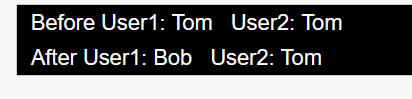 Before User1: Tom   User2: Tom
After User1: Bob   User2: Tom